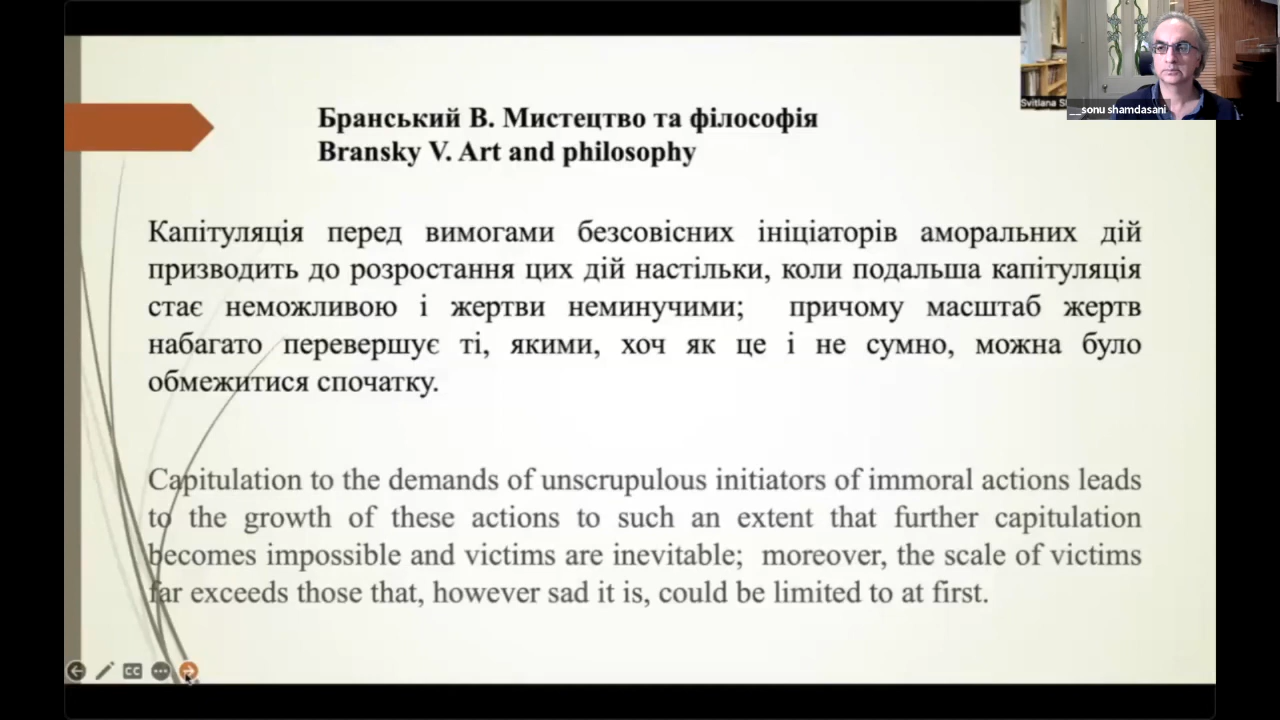 Бранський В. Мистецтво та філософія
Bransky V. Art and philosophy
Капітуляція перед вимогами безсовісних ініціаторів аморальних дій
призводить до розростання цих дій настільки, коли подальша капітуляція
стає неможливою і жертви неминучими; причому масштаб жертв
набагато перевершує ті, якими, хоч як це і не сумно, можна було
обмежитися спочатку.
Capitulation to the demands of unscrupulous initiators of immoral actions leads
to the growth of these actions to such an extent that further capitulation
becomes impossible and victims are inevitable; moreover, the scale of victims
far exceeds those that, however sad it is, could be limited to at first.
Svitlana
__sonu shamdasani
CC